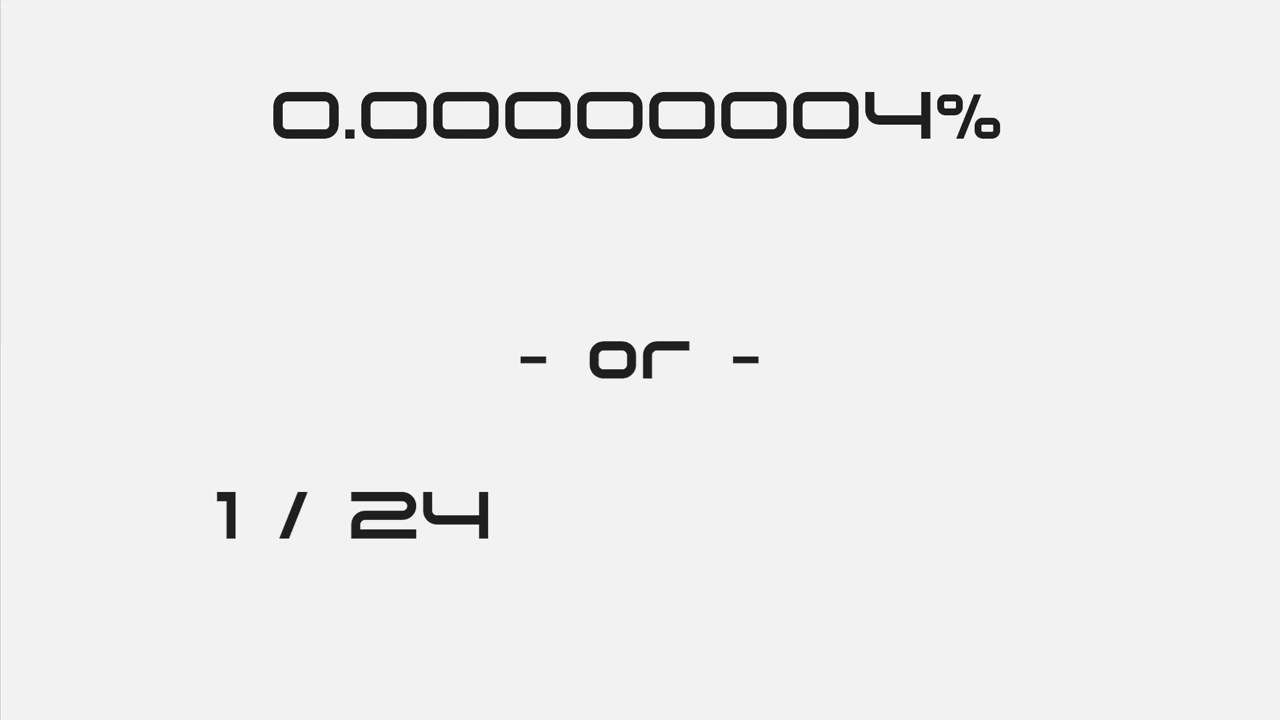 0.00000004%
- or -
1 / 24